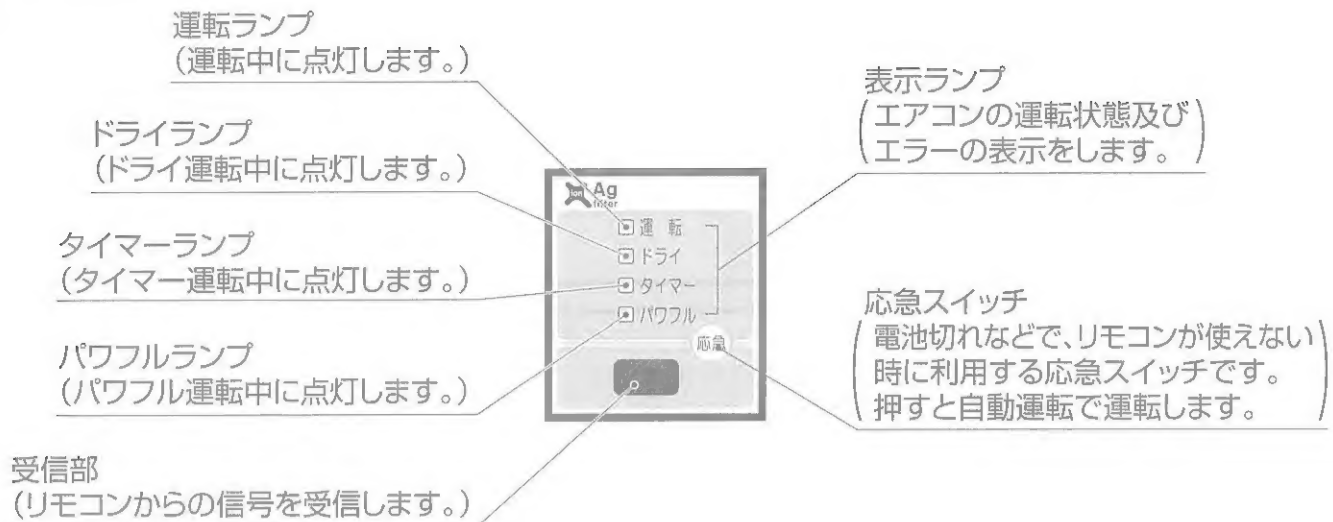 運転ランプ
(運転中に点灯します。)
ドライランプ
(ドライ運転中に点灯します。)
タイマーランプ
(タイマー運転中に点灯します。)
パワフルランプ
(パワフル運転中に点灯します。)
受信部
(リモコンからの信号を受信します。)
ion Ag
filter
運 転
ドライ
タイマー
パワフル
応急
表示ランプ
(エアコンの運転状態及び
エラーの表示をします。)
応急スイッチ
(電池切れなどで、リモコンが使えない
時に利用する応急スイッチです。
押すと自動運転で運転します。)